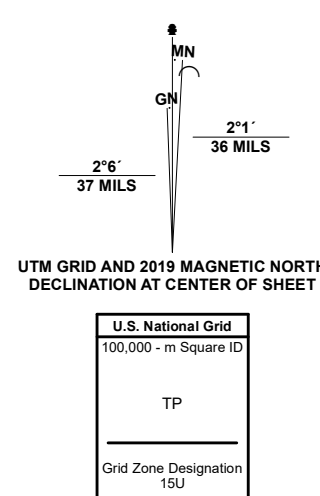 MN
GN
2°1´
36 MILS
2°6´
37 MILS
UTM GRID AND 2019 MAGNETIC NORTH
DECLINATION AT CENTER OF SHEET
U.S. National Grid
100,000 - m Square ID
TP
Grid Zone Designation
15U